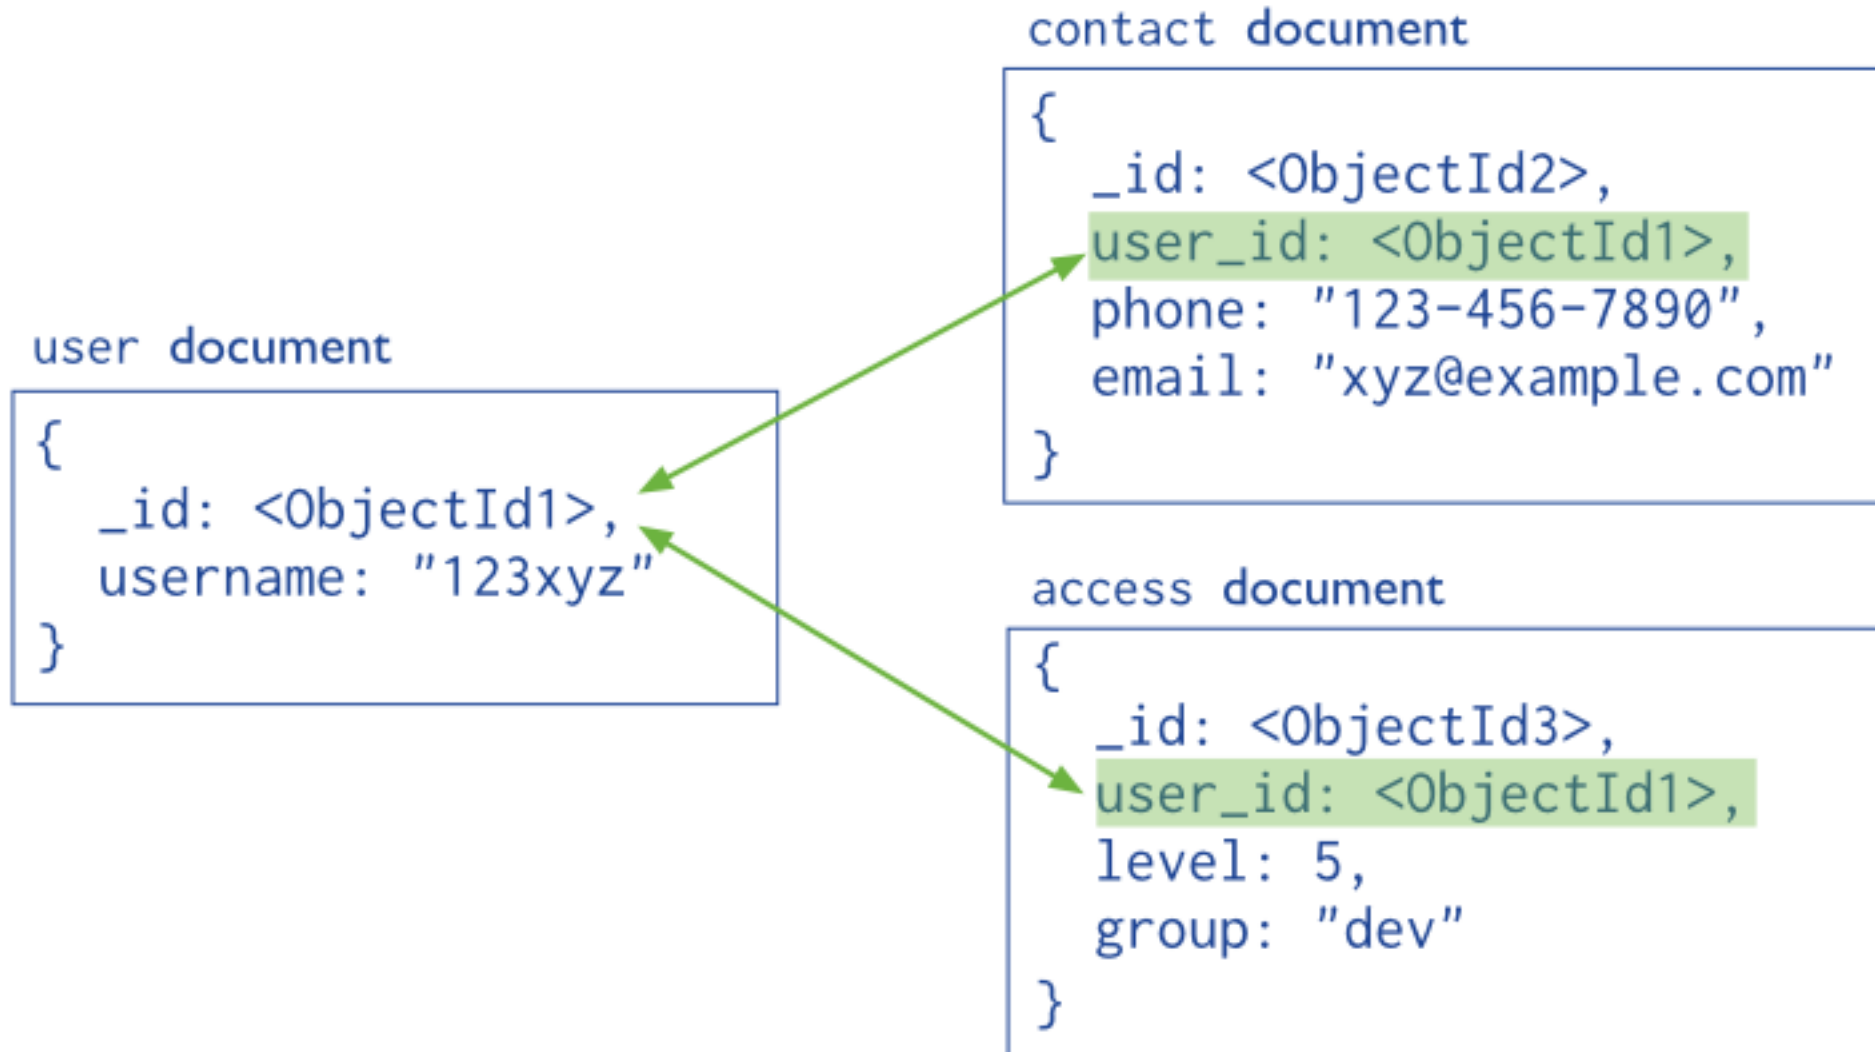 contact document
{
_id: <ObjectId2>,
user_id: <ObjectId1>,
phone: "123-456-7890",
email: "xyz@example.com"
}
user document
{
_id: <ObjectId1>,
username: "123xyz"
}
access document
{
_id: <ObjectId3>,
user_id: <ObjectId1>,
level: 5,
group: "dev"
}